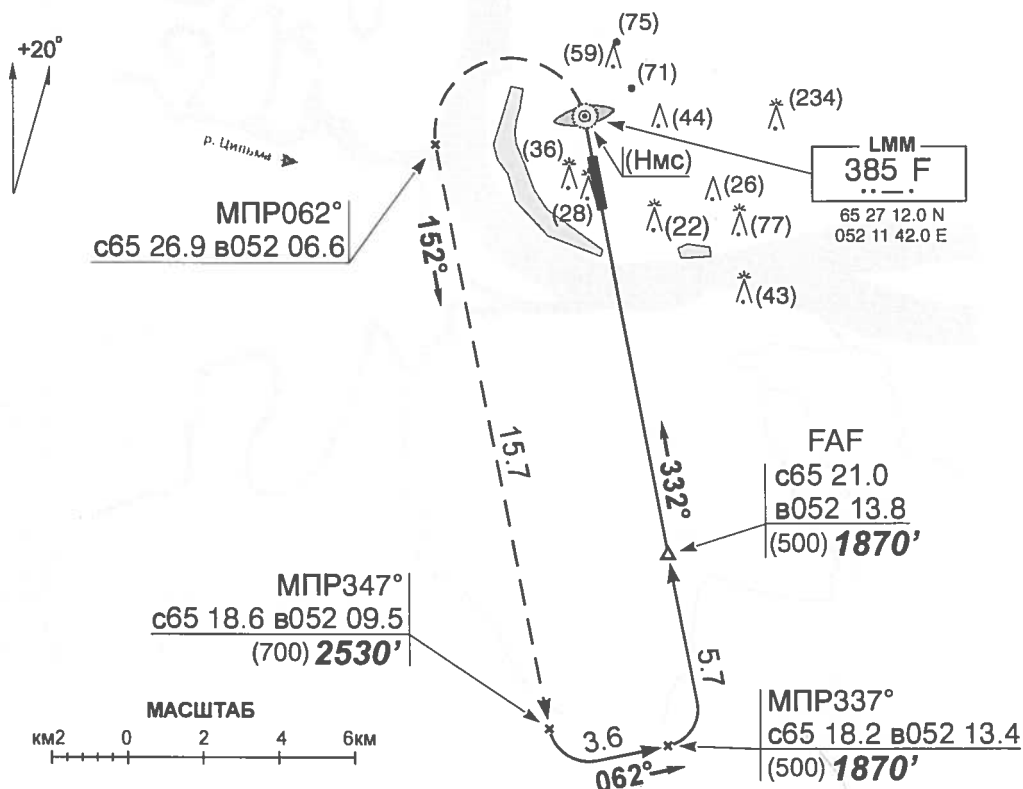 +20°
(75)
(59)
(71)
(44)
(234)
р. Цильма
(36)
(Нмс)
LMM
385 F
··—·
65 27 12.0 N
052 11 42.0 E
МПР062°
с65 26.9 в052 06.6
(28)
(26)
(22)
(77)
(43)
152°
15.7
332°
FAF
с65 21.0
в052 13.8
(500) 1870’
МПР347°
с65 18.6 в052 09.5
(700) 2530’
5.7
МАСШТАБ
км2 0 2 4 6км
3.6
062°
МПР337°
с65 18.2 в052 13.4
(500) 1870’